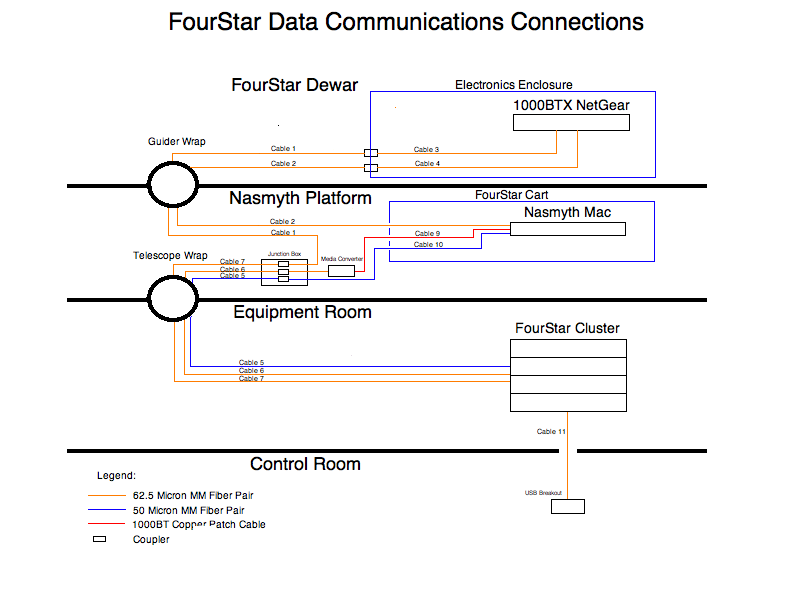 FourStar Data Communications Connections
FourStar Dewar
Electronics Enclosure
1000BTX NetGear
Guider Wrap
Cable 1
Cable 3
Cable 2
Cable 4
Nasmyth Platform
FourStar Cart
Nasmyth Mac
Cable 2
Cable 1
Cable 9
Cable 10
Telescope Wrap
Junction Box
Media Converter
Cable 7
Cable 6
Cable 5
Equipment Room
FourStar Cluster
Cable 5
Cable 6
Cable 7
Cable 11
Control Room
Legend:
USB Breakout
62.5 Micron MM Fiber Pair
50 Micron MM Fiber Pair
1000BT Copper Patch Cable
Coupler